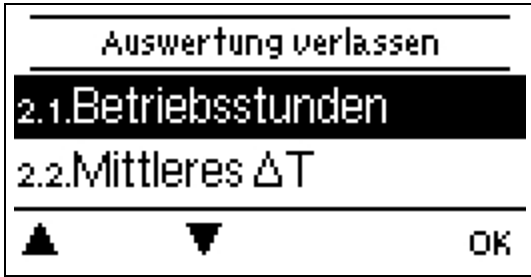 Auswertung verlassen
2.1.Betriebsstunden
2.2.Mittleres ΔT
▲ ▼ OK